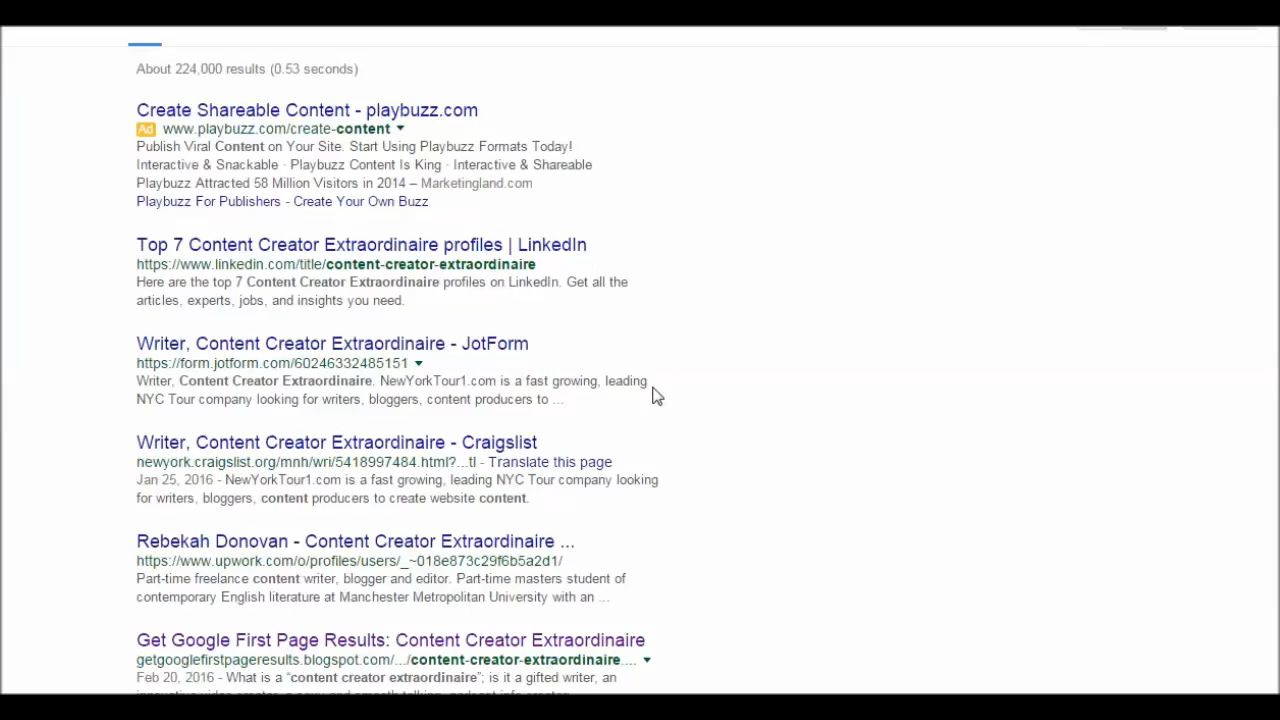 About 224,000 results (0.53 seconds)
Create Shareable Content - playbuzz.com
Ad www.playbuzz.com/create-content
Publish Viral Content on Your Site. Start Using Playbuzz Formats Today!
Interactive & Snackable · Playbuzz Content Is King · Interactive & Shareable
Playbuzz Attracted 58 Million Visitors in 2014 – Marketingland.com
Playbuzz For Publishers - Create Your Own Buzz
Top 7 Content Creator Extraordinaire profiles | LinkedIn
https://www.linkedin.com/title/content-creator-extraordinaire
Here are the top 7 Content Creator Extraordinaire profiles on LinkedIn. Get all the
articles, experts, jobs, and insights you need.
Writer, Content Creator Extraordinaire - JotForm
https://form.jotform.com/60246332485151
Writer, Content Creator Extraordinaire. NewYorkTour1.com is a fast growing, leading
NYC Tour company looking for writers, bloggers, content producers to ...
Writer, Content Creator Extraordinaire - Craigslist
newyork.craigslist.org/mnh/wri/5418997484.html?...tl - Translate this page
Jan 25, 2016 - NewYorkTour1.com is a fast growing, leading NYC Tour company looking
for writers, bloggers, content producers to create website content.
Rebekah Donovan - Content Creator Extraordinaire ...
https://www.upwork.com/o/profiles/users/_~018e873c29f6b5a2d1/
Part-time freelance content writer, blogger and editor. Part-time masters student of
contemporary English literature at Manchester Metropolitan University with an ...
Get Google First Page Results: Content Creator Extraordinaire
getgooglefirstpageresults.blogspot.com/.../content-creator-extraordinaire....
Feb 20, 2016 - What is a “content creator extraordinaire”; is it a gifted writer, an